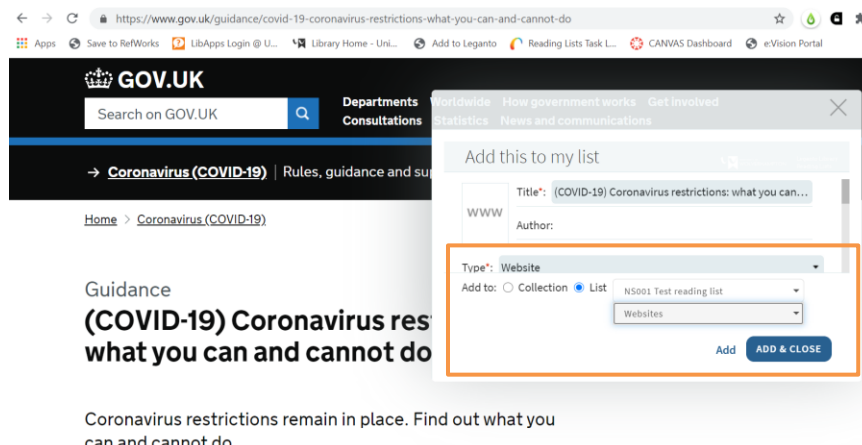 https://www.gov.uk/guidance/covid-19-coronavirus-restrictions-what-you-can-and-cannot-do
Apps Save to RefWorks LibApps Login @ U... Library Home - Uni... Add to Leganto Reading Lists Task L... CANVAS Dashboard e:Vision Portal
GOV.UK
Search on GOV.UK
Departments Worldwide How government works Get involved
Consultations Statistics News and communications
→ Coronavirus (COVID-19) | Rules, guidance and su
Home > Coronavirus (COVID-19)
Guidance
(COVID-19) Coronavirus res
what you can and cannot do
Coronavirus restrictions remain in place. Find out what you
can and cannot do
Add this to my list
www
Title*: (COVID-19) Coronavirus restrictions: what you can...
Author:
Type*: Website
Add to: Collection List NS001 Test reading list
Websites
Add ADD & CLOSE